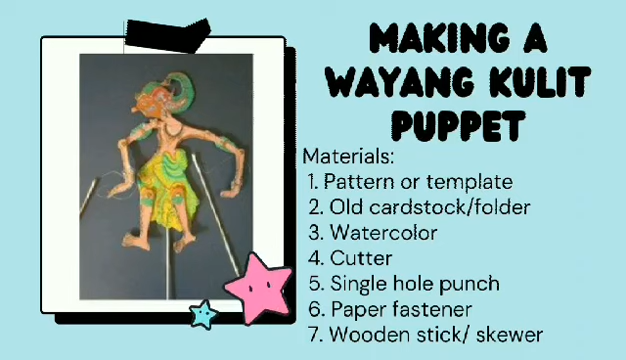 MAKING A
WAYANG KULIT
PUPPET
Materials:
1. Pattern or template
2. Old cardstock/folder
3. Watercolor
4. Cutter
5. Single hole punch
6. Paper fastener
7. Wooden stick/ skewer